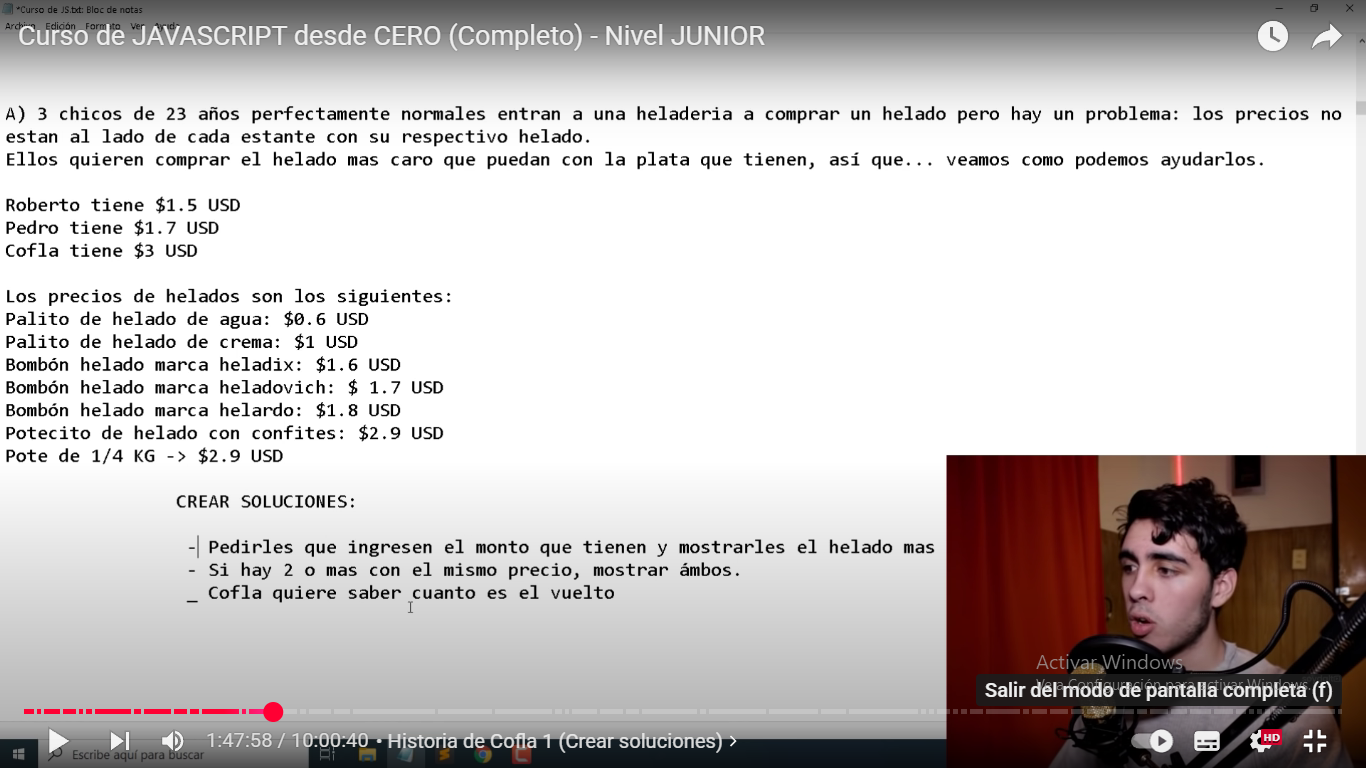 *Curso de JS.txt: Bloc de notas
Archivo Edición Formato Ver Ayuda
Curso de JAVASCRIPT desde CERO (Completo) - Nivel JUNIOR
A) 3 chicos de 23 años perfectamente normales entran a una heladeria a comprar un helado pero hay un problema: los precios no
estan al lado de cada estante con su respectivo helado.
Ellos quieren comprar el helado mas caro que puedan con la plata que tienen, así que... veamos como podemos ayudarlos.
Roberto tiene $1.5 USD
Pedro tiene $1.7 USD
Cofla tiene $3 USD
Los precios de helados son los siguientes:
Palito de helado de agua: $0.6 USD
Palito de helado de crema: $1 USD
Bombón helado marca heladix: $1.6 USD
Bombón helado marca heladovich: $ 1.7 USD
Bombón helado marca helardo: $1.8 USD
Potecito de helado con confites: $2.9 USD
Pote de 1/4 KG -> $2.9 USD
CREAR SOLUCIONES:
- Pedirles que ingresen el monto que tienen y mostrarles el helado mas
- Si hay 2 o mas con el mismo precio, mostrar ámbos.
_ Cofla quiere saber cuanto es el vuelto
Activar Windows
Ve a Configuración para activar Windows.
Salir del modo de pantalla completa (f)
1:47:58 / 10:00:40 • Historia de Cofla 1 (Crear soluciones) >
HD
Escribe aquí para buscar